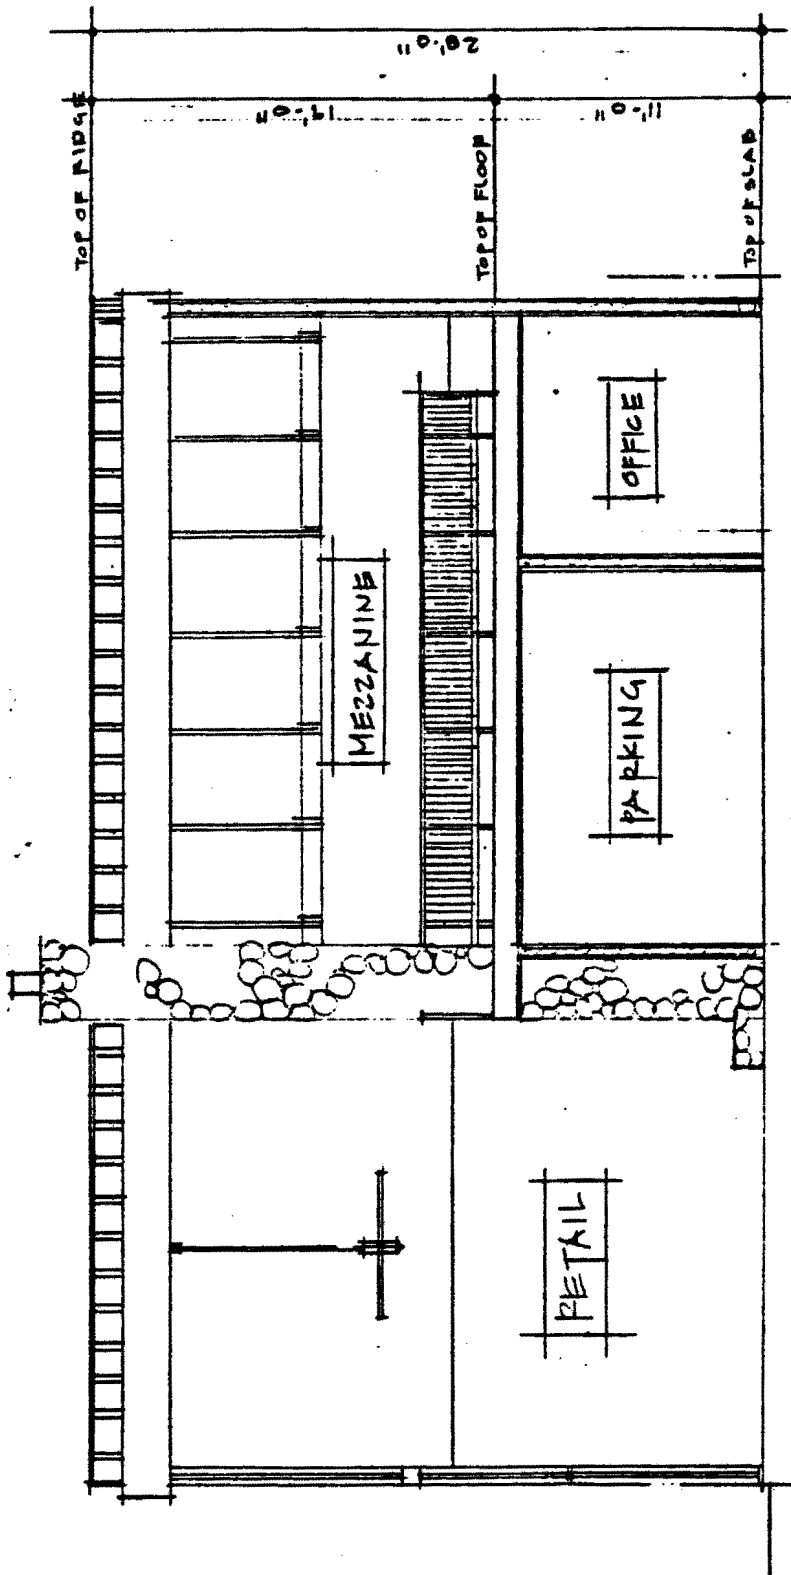 TOP OF RIDGE
17'-0"
28'-0"
TOP OF FLOOR
11'-0"
TOP OF SLAB
MEZZANINE
RETAIL
PARKING
OFFICE